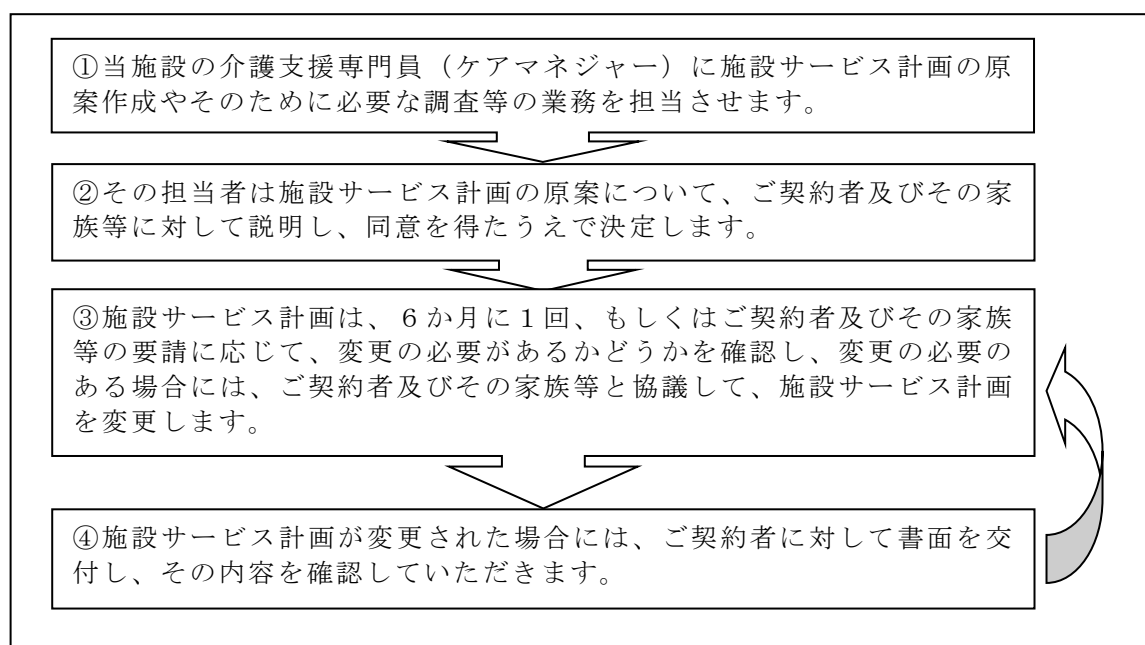 ①当施設の介護支援専門員（ケアマネジャー）に施設サービス計画の原
案作成やそのために必要な調査等の業務を担当させます。
②その担当者は施設サービス計画の原案について、ご契約者及びその家
族等に対して説明し、同意を得たうえで決定します。
③施設サービス計画は、６か月に１回、もしくはご契約者及びその家族
等の要請に応じて、変更の必要があるかどうかを確認し、変更の必要の
ある場合には、ご契約者及びその家族等と協議して、施設サービス計画
を変更します。
④施設サービス計画が変更された場合には、ご契約者に対して書面を交
付し、その内容を確認していただきます。